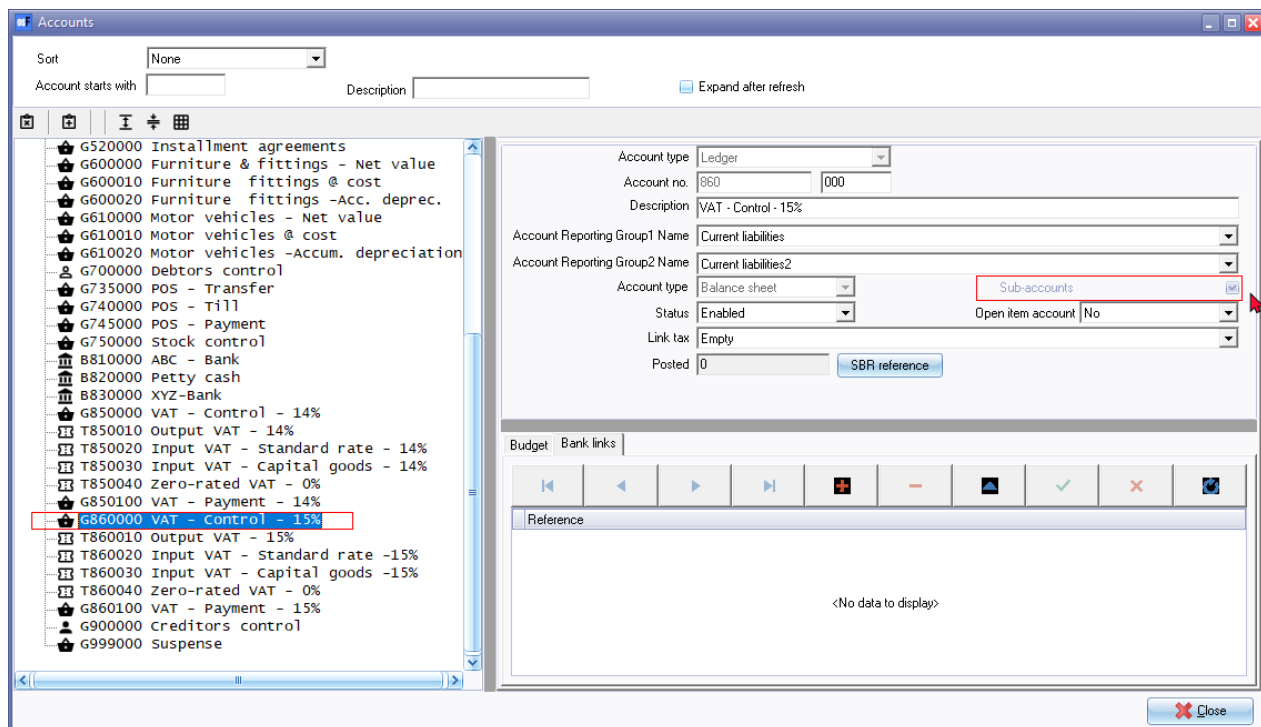 Accounts
Sort None
Account starts with
Description
Expand after refresh
G520000 Installment agreements
G600000 Furniture & fittings - Net value
G600010 Furniture  fittings @ cost
G600020 Furniture  fittings -Acc. deprec.
G610000 Motor vehicles - Net value
G610010 Motor vehicles @ cost
G610020 Motor vehicles -Accum. depreciation
G700000 Debtors control
G735000 POS - Transfer
G740000 POS - Till
G745000 POS - Payment
G750000 Stock control
B810000 ABC - Bank
B820000 Petty cash
B830000 XYZ-Bank
G850000 VAT - Control - 14%
T850010 Output VAT - 14%
T850020 Input VAT - Standard rate - 14%
T850030 Input VAT - Capital goods - 14%
T850040 Zero-rated VAT - 0%
G850100 VAT - Payment - 14%
G860000 VAT - Control - 15%
T860010 Output VAT - 15%
T860020 Input VAT - Standard rate -15%
T860030 Input VAT - Capital goods -15%
T860040 Zero-rated VAT - 0%
G860100 VAT - Payment - 15%
G900000 Creditors control
G999000 Suspense
Account type Ledger
Account no. 860 000
Description VAT - Control - 15%
Account Reporting Group1 Name Current liabilities
Account Reporting Group2 Name Current liabilities2
Account type Balance sheet Sub-accounts
Status Enabled Open item account No
Link tax Empty
Posted 0 SBR reference
Budget Bank links
Reference
<No data to display>
Close